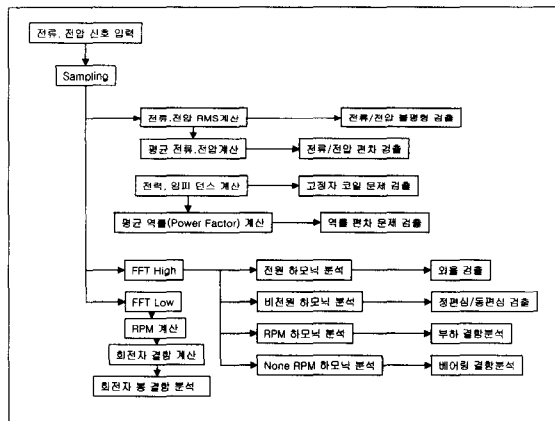 전류, 전압 신호 입력
Sampling
전류,전압 RMS계산
전류/전압 불평형 검출
평균 전류,전압계산
전류/전압 편차 검출
전력, 임피 던스 계산
고정자 코일 문제 검출
평균 역률(Power Factor) 계산
역률 편차 문제 검출
FFT High
전원 하모닉 분석
와율 검출
FFT Low
비전원 하모닉 분석
정편심/동편심 검출
RPM 계산
RPM 하모닉 분석
부하 결함분석
회전자 결함 계산
None RPM 하모닉 분석
베어링 결함분석
회전자 봉 결함 분석